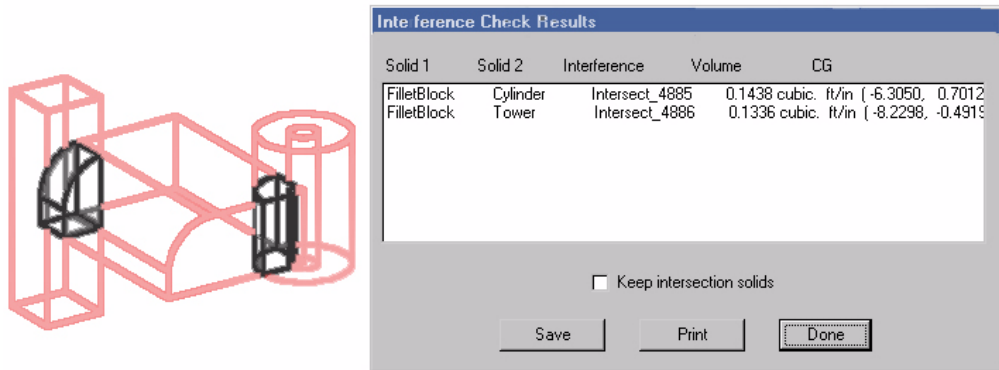 Inte ference Check Results
Solid 1 Solid 2 Interference Volume CG
FilletBlock Cylinder Intersect_4885 0.1438 cubic. ft/in ( -6.3050, 0.7012
FilletBlock Tower Intersect_4886 0.1336 cubic. ft/in ( -8.2298, -0.4919
Keep intersection solids
Save Print Done